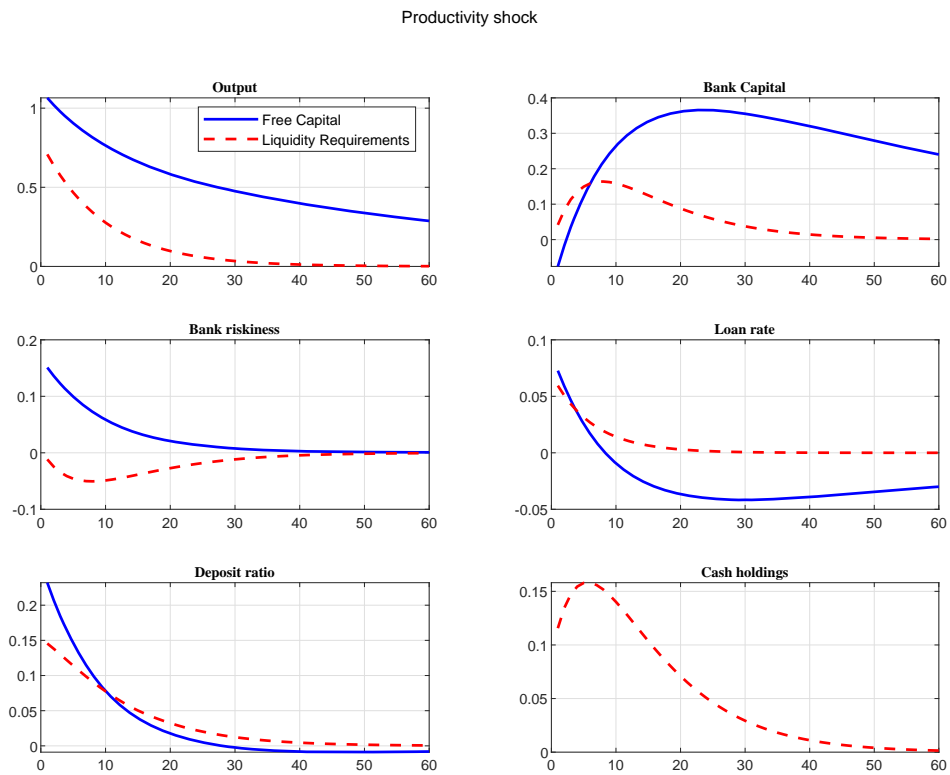 Productivity shock
Output
Free Capital
Liquidity Requirements
1
0.5
0
0 10 20 30 40 50 60
Bank Capital
0.4
0.3
0.2
0.1
0
0 10 20 30 40 50 60
Bank riskiness
0.2
0.1
0
-0.1
0 10 20 30 40 50 60
Loan rate
0.1
0.05
0
-0.05
0 10 20 30 40 50 60
Deposit ratio
0.2
0.15
0.1
0.05
0
0 10 20 30 40 50 60
Cash holdings
0.15
0.1
0.05
0
0 10 20 30 40 50 60